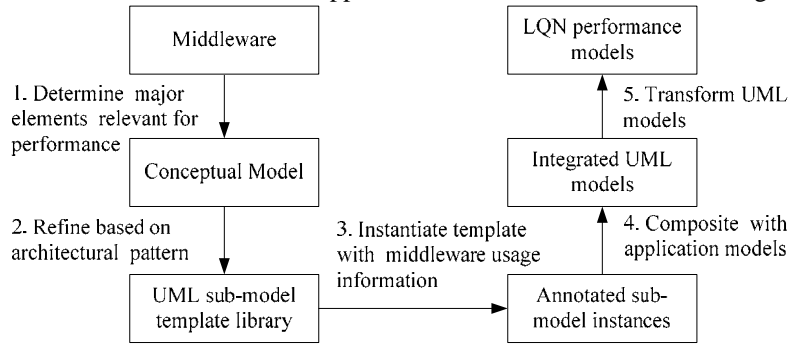 Middleware
1. Determine major
elements relevant for
performance
Conceptual Model
2. Refine based on
architectural pattern
UML sub-model
template library
3. Instantiate template
with middleware usage
information
Annotated sub-
model instances
4. Composite with
application models
Integrated UML
models
5. Transform UML
models
LQN performance
models